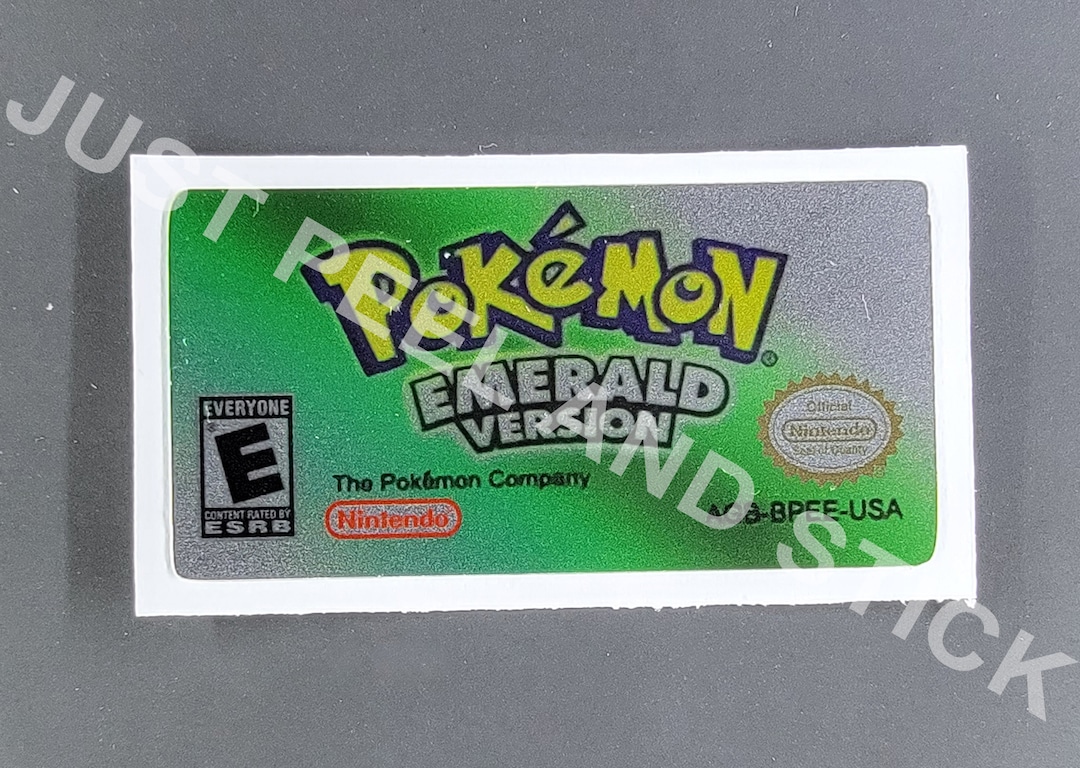 JUST PEEL AND STICK
POKéMON®
EMERALD
VERSION
EVERYONE
E
CONTENT RATED BY
ESRB
The Pokémon Company
Nintendo
Official
Nintendo
Seal of Quality
-BPEE-USA